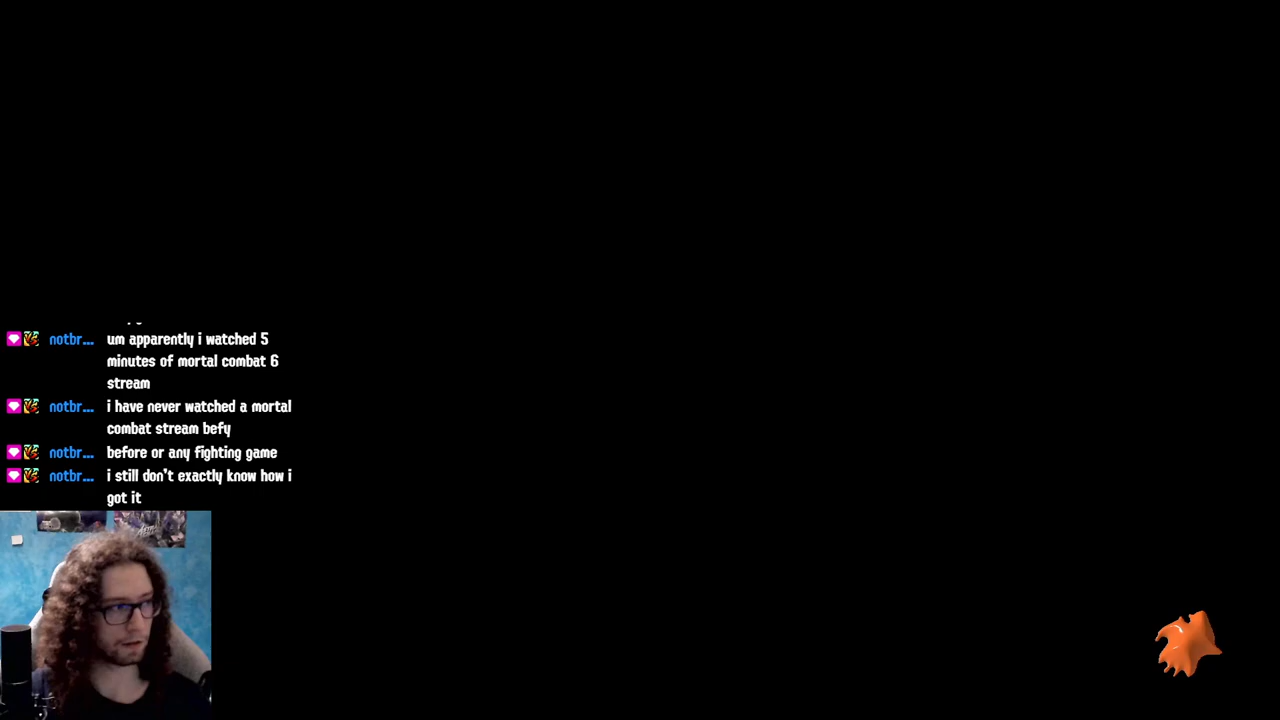 notbr... um apparently i watched 5
minutes of mortal combat 6
stream
notbr... i have never watched a mortal
combat stream befy
notbr... before or any fighting game
notbr... i still don't exactly know how i
got it